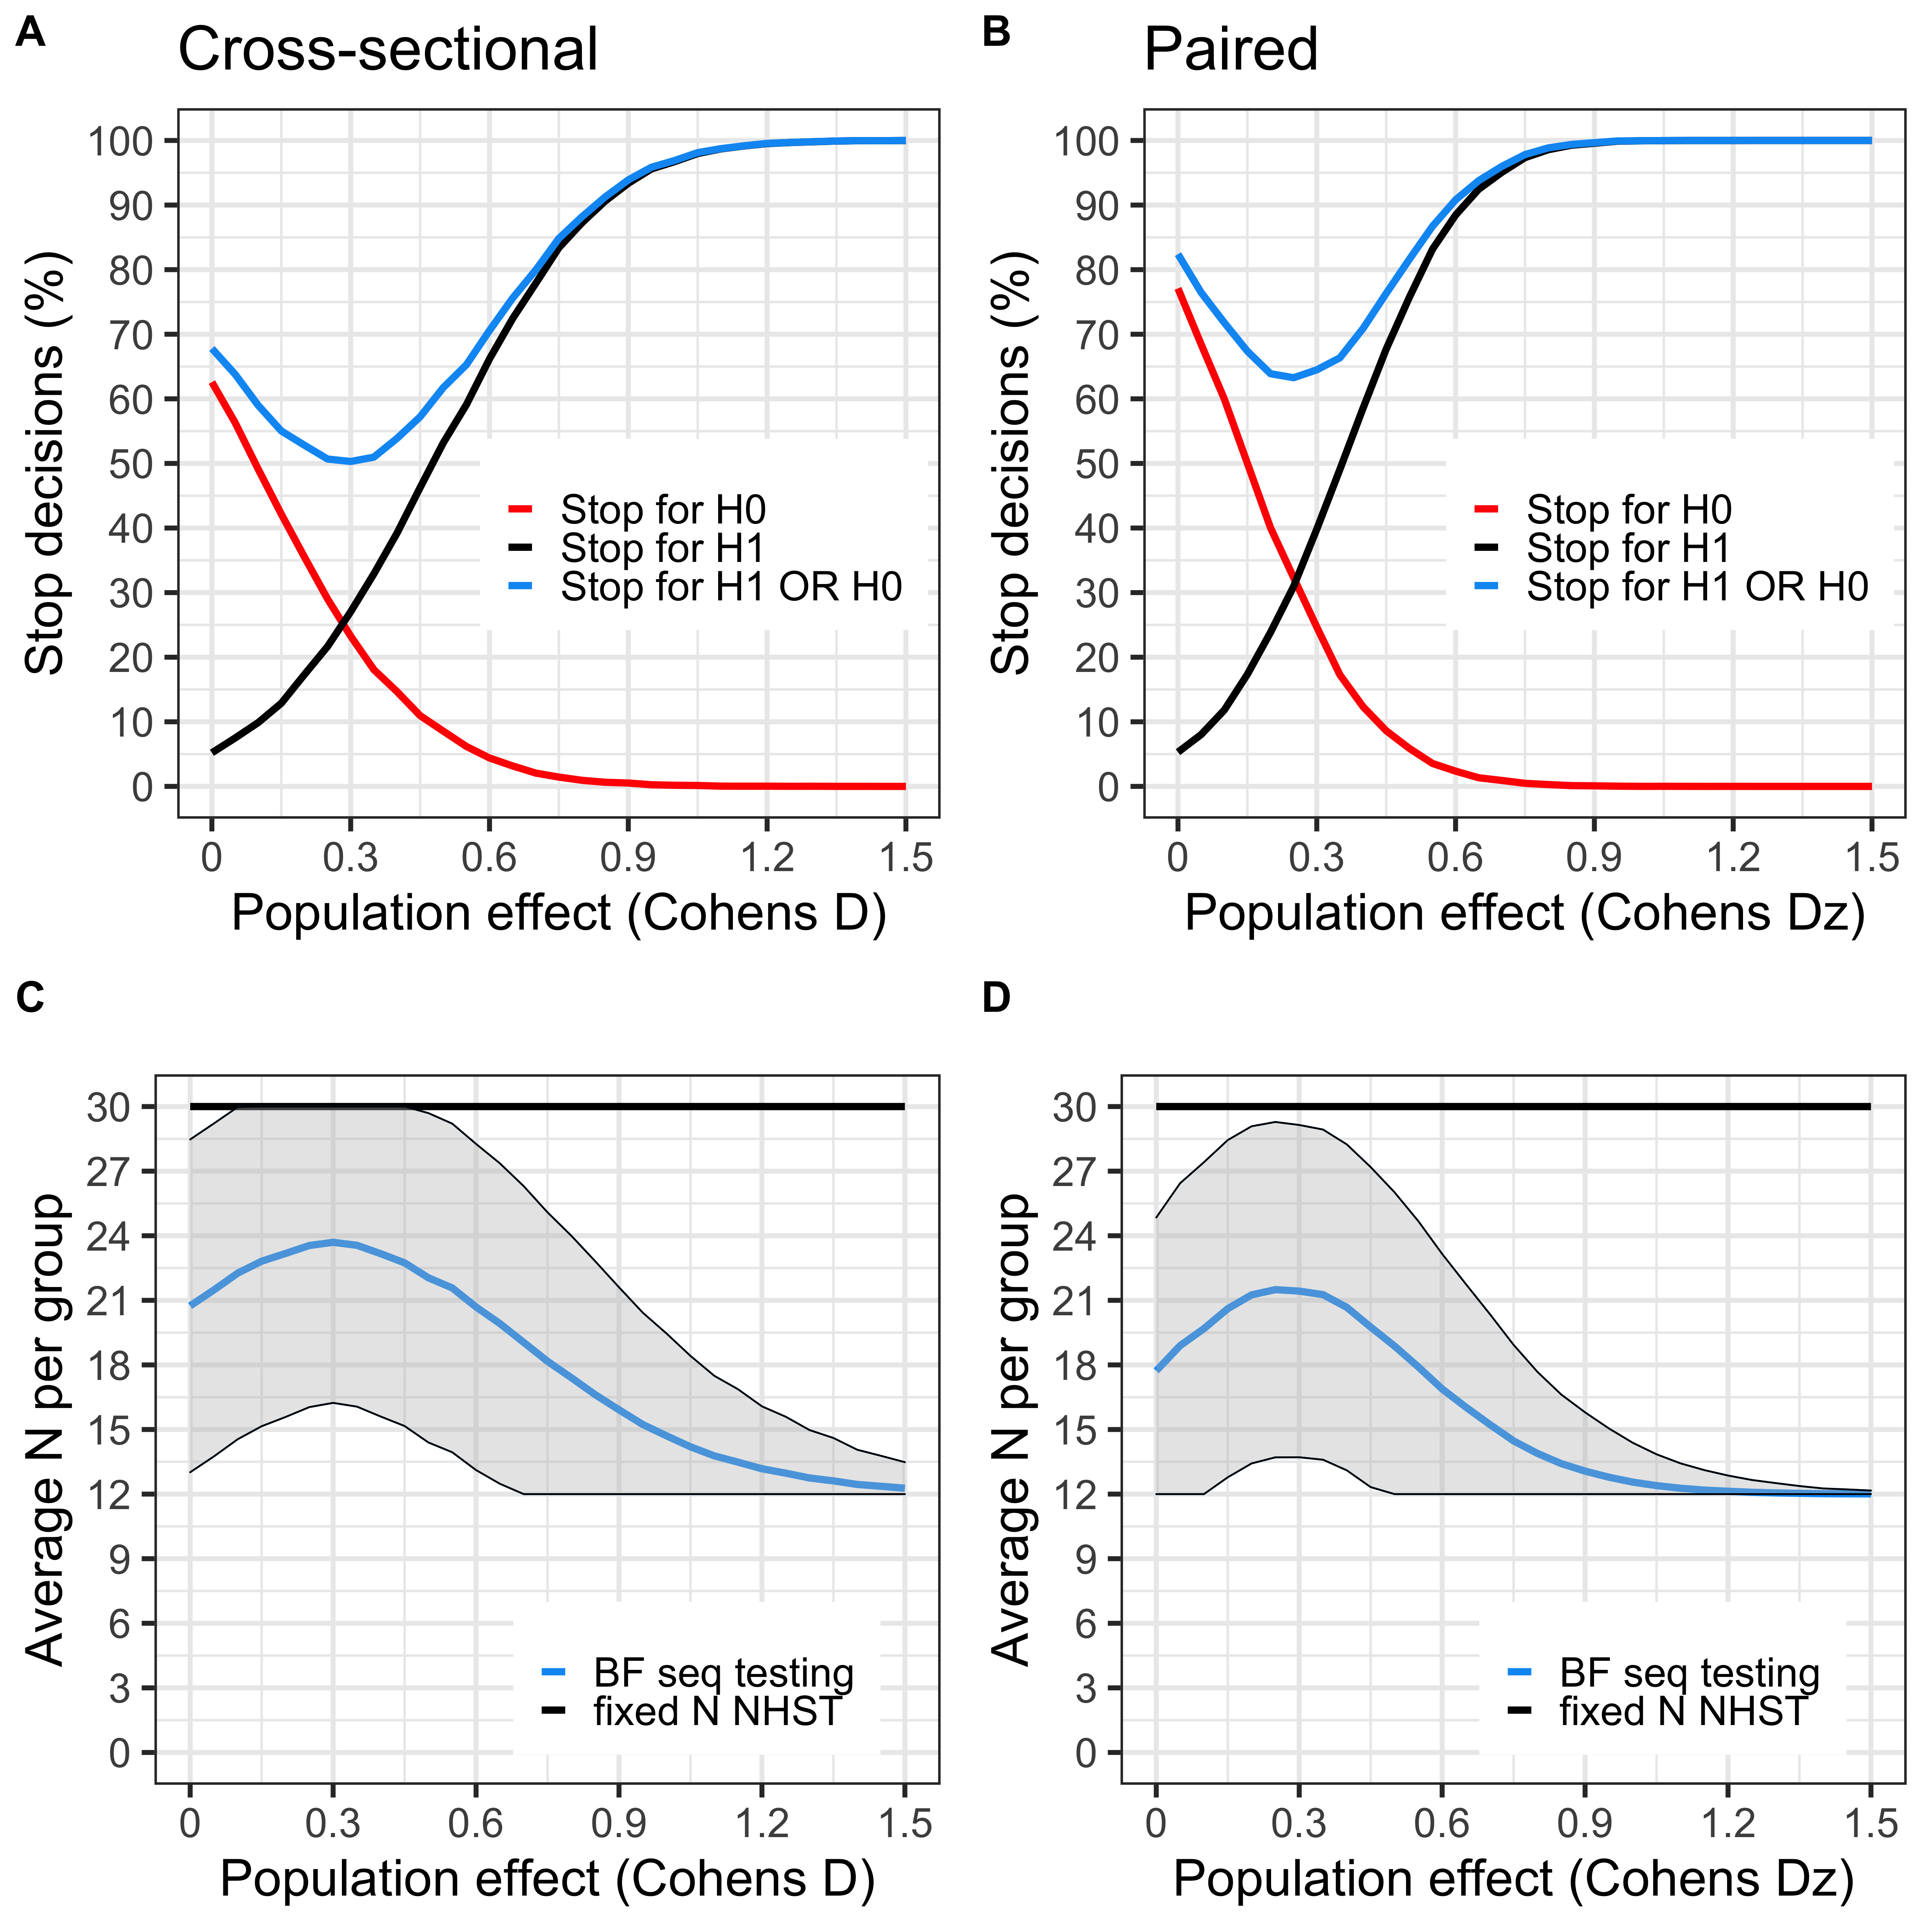 A
Cross-sectional
Stop decisions (%)
100
90
80
70
60
50
40
30
20
10
0
Stop for H0
Stop for H1
Stop for H1 OR H0
0 0.3 0.6 0.9 1.2 1.5
Population effect (Cohens D)
B
Paired
Stop decisions (%)
100
90
80
70
60
50
40
30
20
10
0
Stop for H0
Stop for H1
Stop for H1 OR H0
0 0.3 0.6 0.9 1.2 1.5
Population effect (Cohens Dz)
C
Average N per group
30
27
24
21
18
15
12
9
6
3
0
BF seq testing
fixed N NHST
0 0.3 0.6 0.9 1.2 1.5
Population effect (Cohens D)
D
Average N per group
30
27
24
21
18
15
12
9
6
3
0
BF seq testing
fixed N NHST
0 0.3 0.6 0.9 1.2 1.5
Population effect (Cohens Dz)